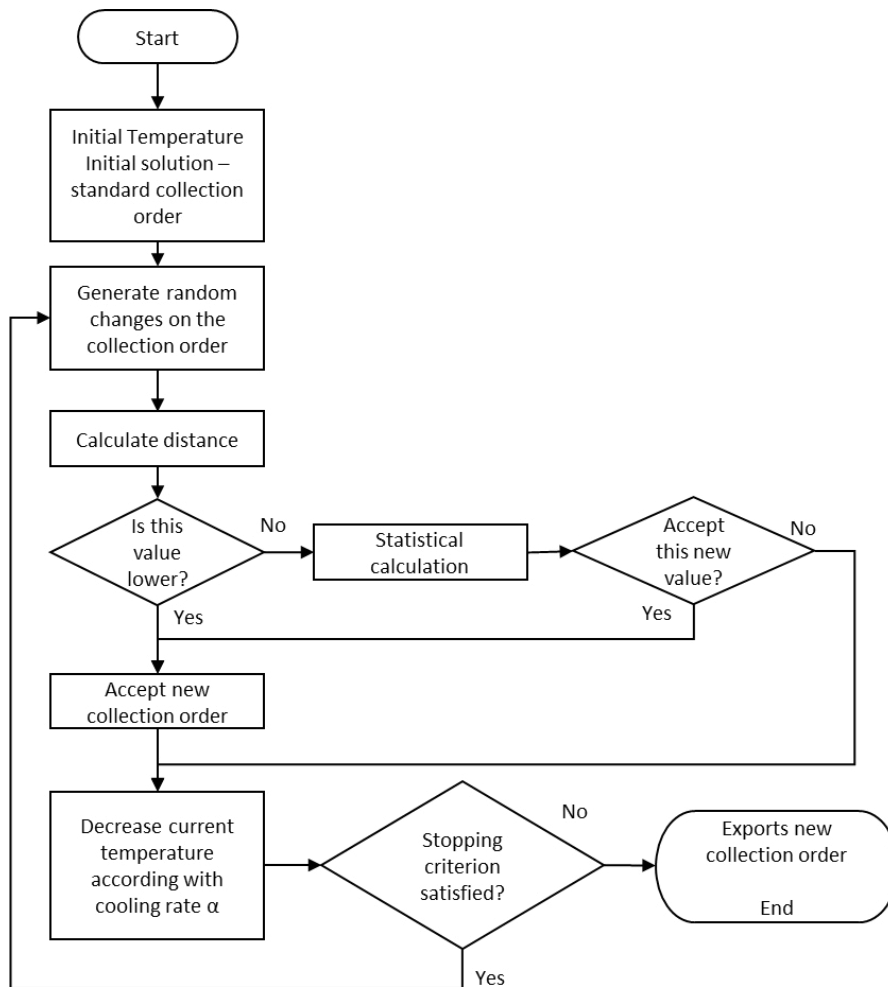 Start
Initial Temperature
Initial solution –
standard collection
order
Generate random
changes on the
collection order
Calculate distance
Is this
value
lower?
No
Statistical
calculation
Accept
this new
value?
No
Yes
Yes
Accept new
collection order
Decrease current
temperature
according with
cooling rate α
Stopping
criterion
satisfied?
No
Exports new
collection order
End
Yes